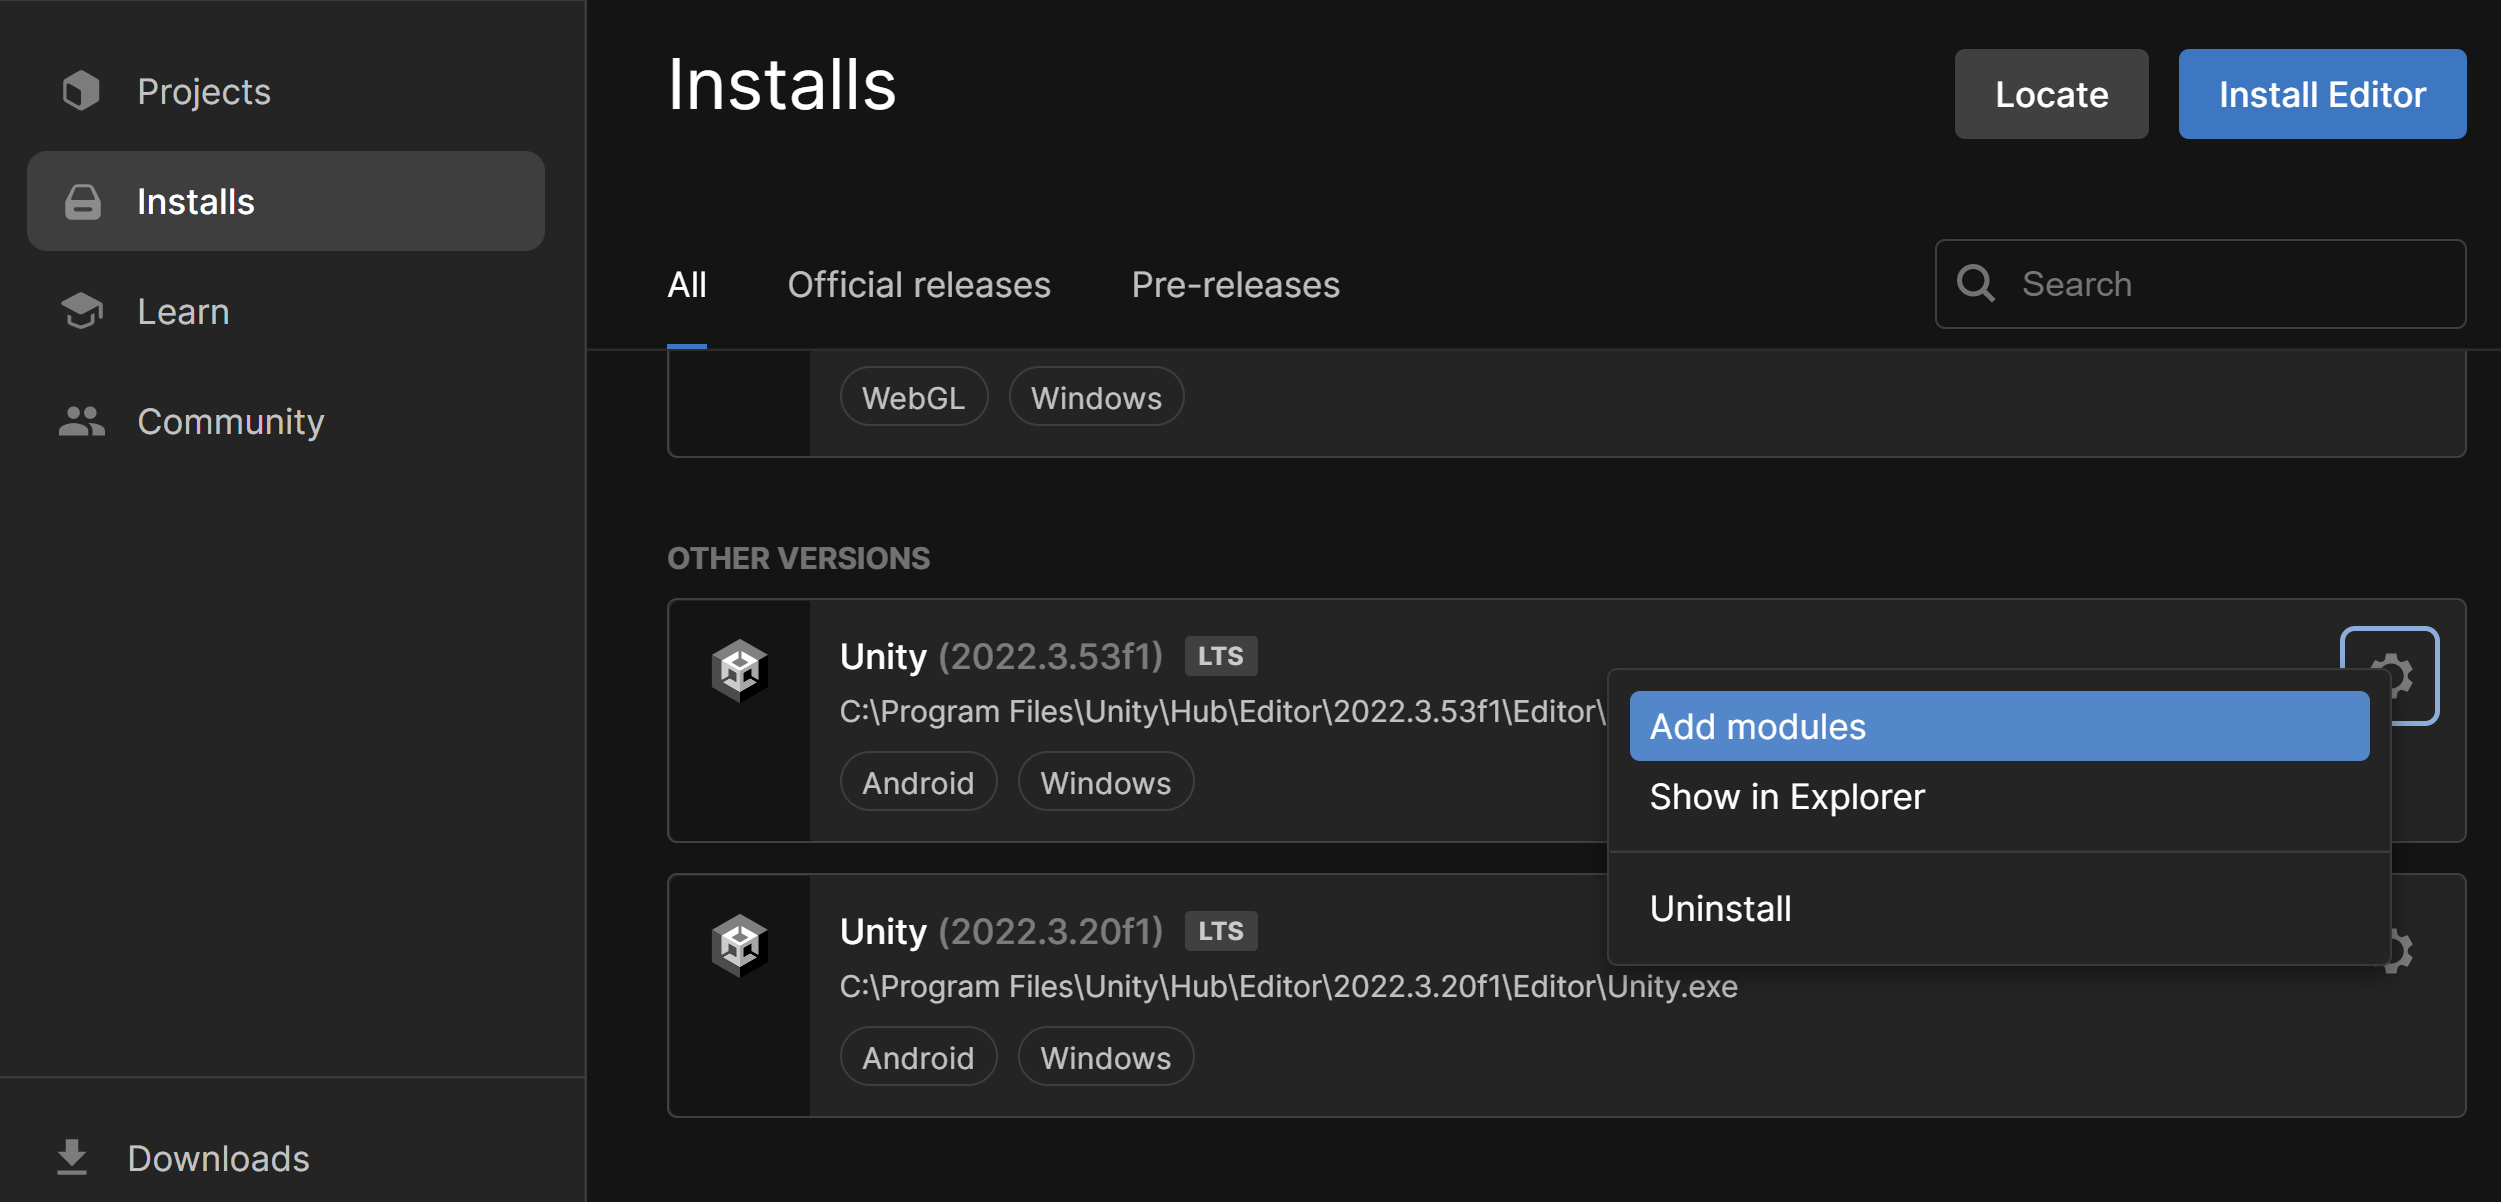 Projects
Installs
Learn
Community
Downloads
Installs
Locate
Install Editor
All
Official releases
Pre-releases
Search
WebGL
Windows
OTHER VERSIONS
Unity (2022.3.53f1) LTS
C:\Program Files\Unity\Hub\Editor\2022.3.53f1\Editor\
Android
Windows
Add modules
Show in Explorer
Uninstall
Unity (2022.3.20f1) LTS
C:\Program Files\Unity\Hub\Editor\2022.3.20f1\Editor\Unity.exe
Android
Windows